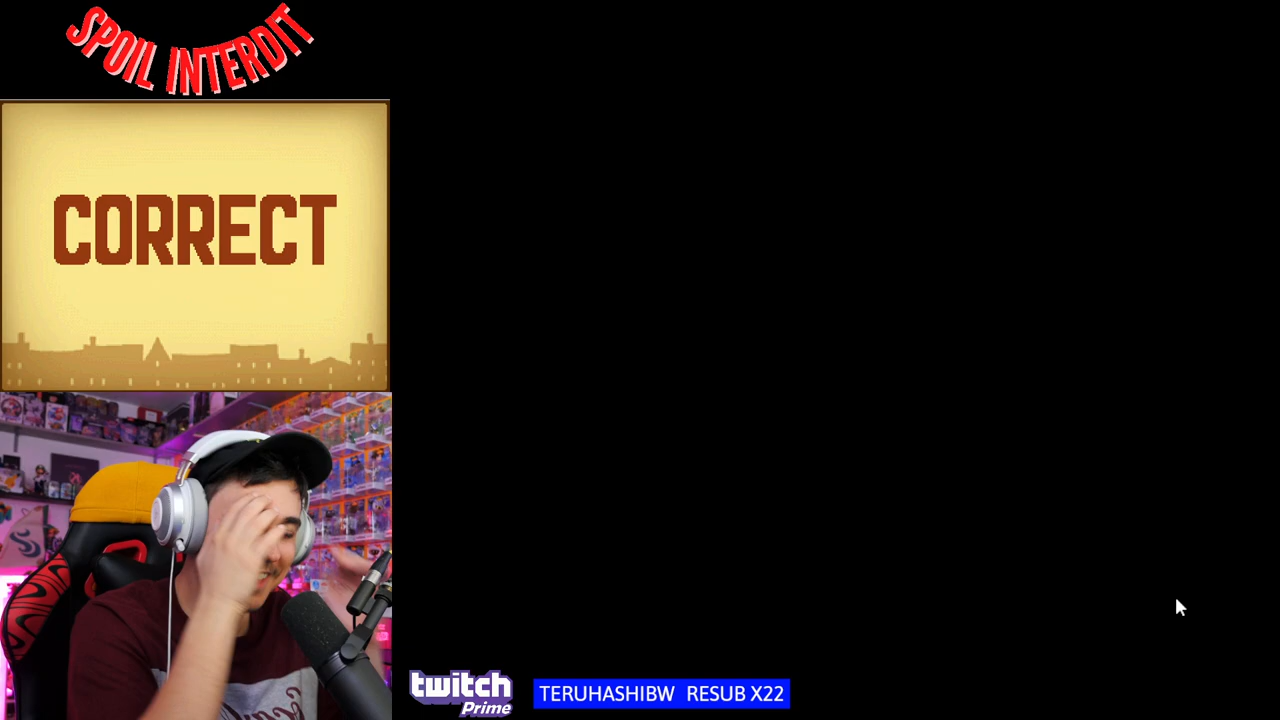 SPOIL INTERDIT
CORRECT
twitch
Prime
TERUHASHIBW RESUB X22